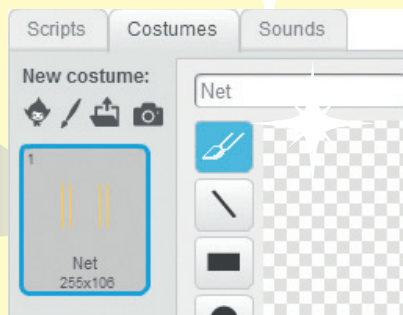 Scripts Costumes Sounds
New costume:
Net
1
Net
255x106